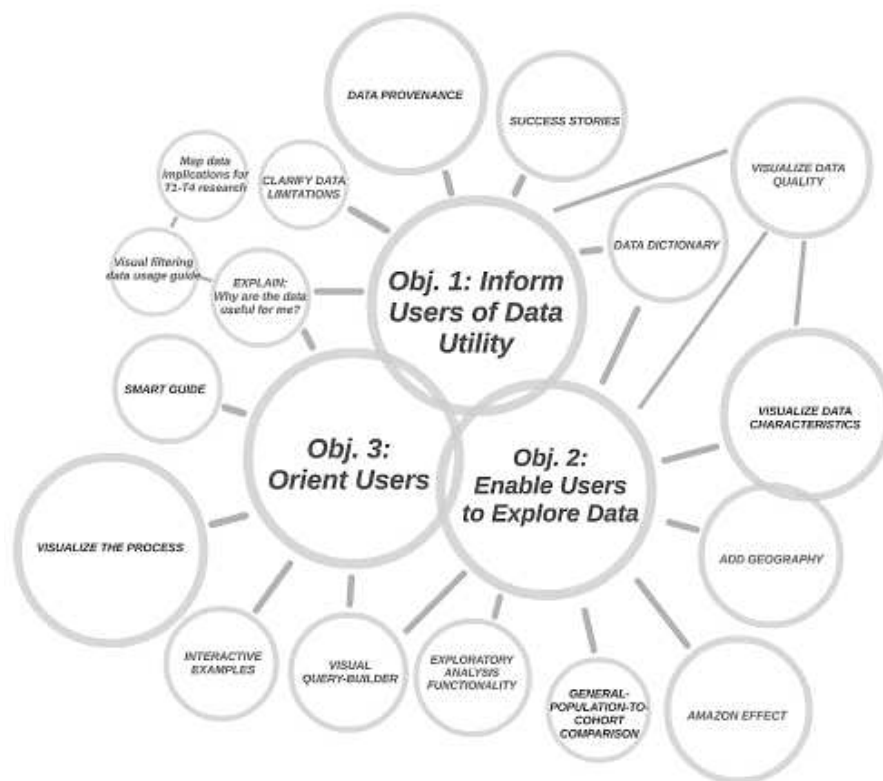 DATA PROVENANCE
SUCCESS STORIES
VISUALIZE DATA
QUALITY
Map data
implications for
T1-T4 research
CLARIFY DATA
LIMITATIONS
DATA DICTIONARY
Visual filtering
data usage guide
EXPLAIN:
Why are the data
useful for me?
Obj. 1: Inform
Users of Data
Utility
SMART GUIDE
VISUALIZE DATA
CHARACTERISTICS
Obj. 3:
Orient Users
Obj. 2:
Enable Users
to Explore Data
VISUALIZE THE PROCESS
ADD GEOGRAPHY
INTERACTIVE
EXAMPLES
VISUAL
QUERY-BUILDER
EXPLORATORY
ANALYSIS
FUNCTIONALITY
GENERAL-
POPULATION-TO-
COHORT
COMPARISON
AMAZON EFFECT